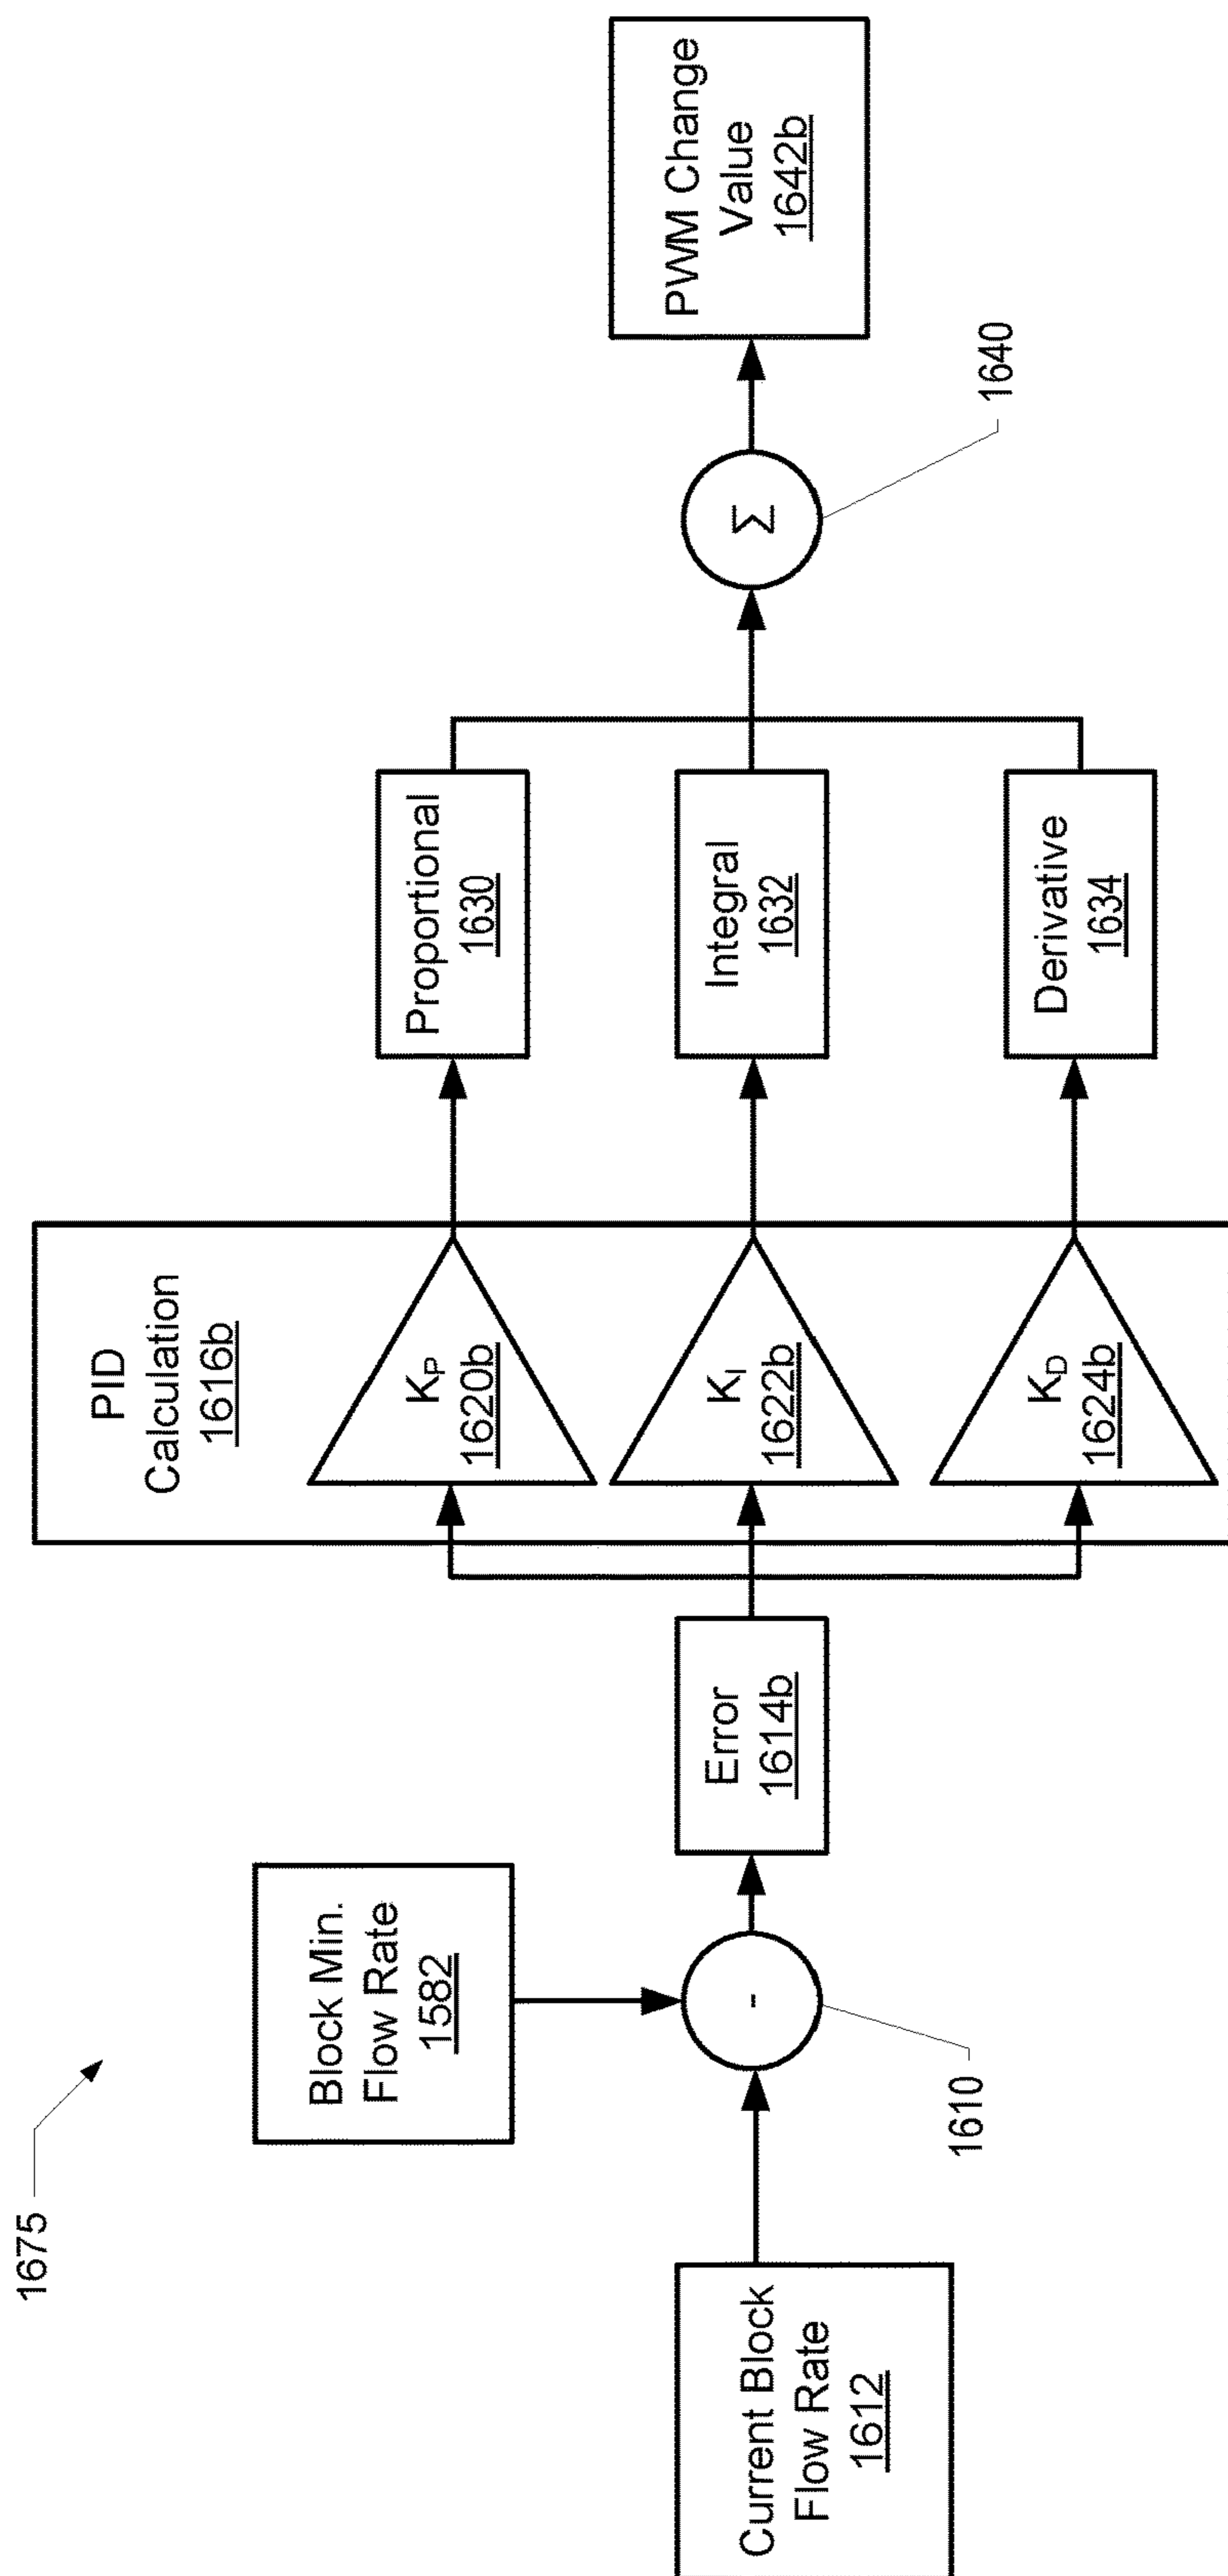 1675
Current Block
Flow Rate
1612
Block Min.
Flow Rate
1582
-
1610
Error
1614b
PID
Calculation
1616b
KP
1620b
KI
1622b
KD
1624b
Proportional
1630
Integral
1632
Derivative
1634
Σ
1640
PWM Change
Value
1642b